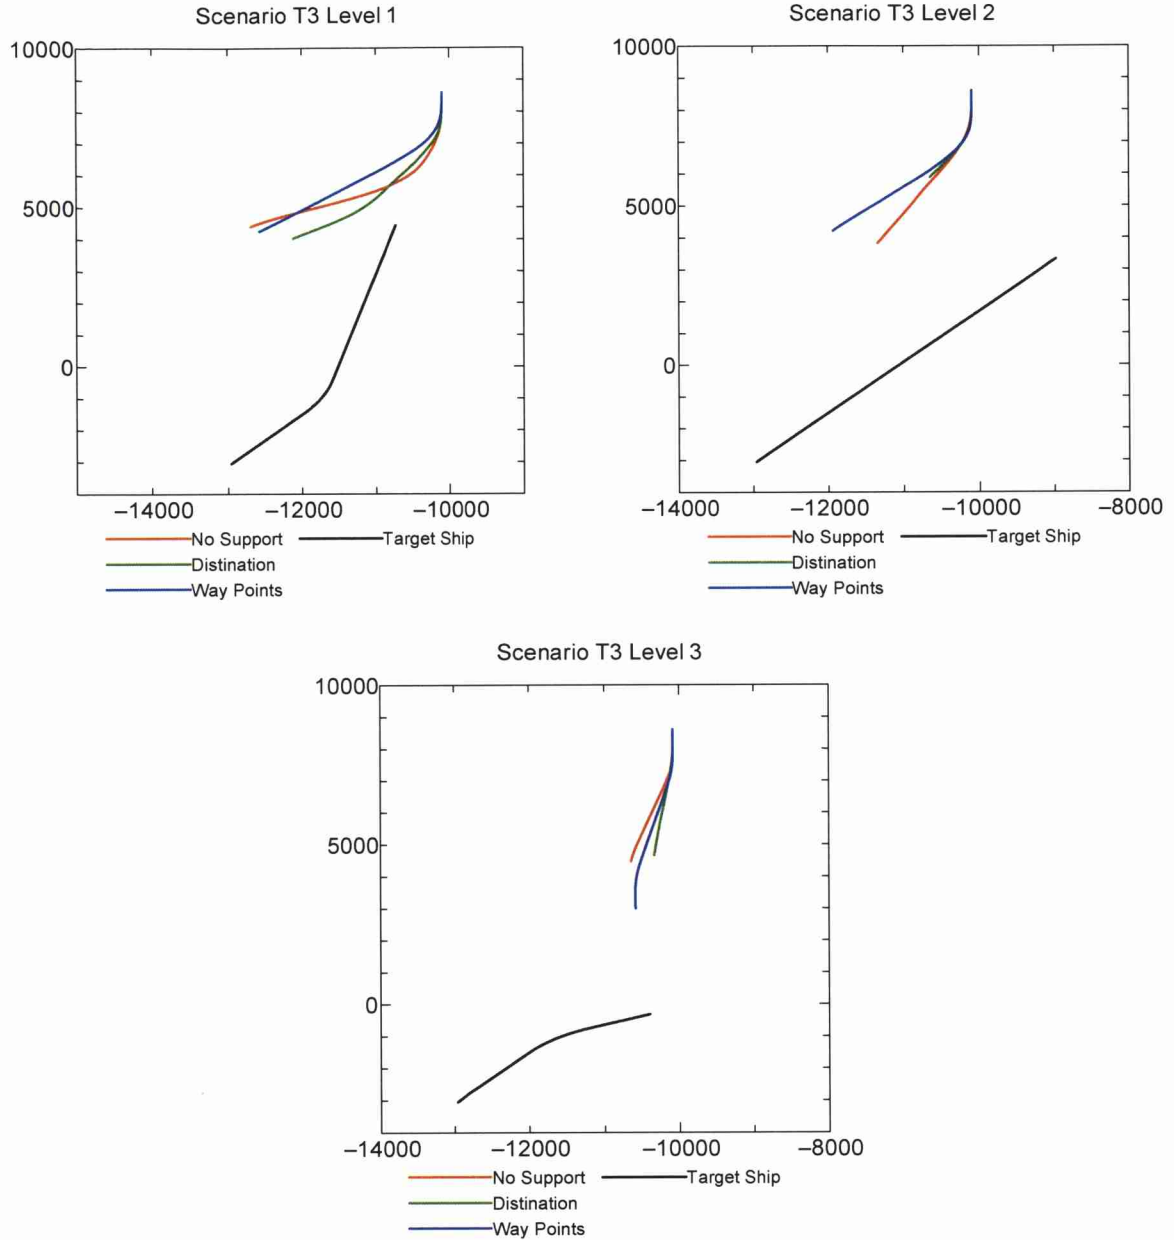 Scenario T3 Level 1
10000
5000
0
−14000 −12000 −10000
No Support Target Ship
Distination
Way Points
Scenario T3 Level 2
10000
5000
0
−14000 −12000 −10000 −8000
No Support Target Ship
Distination
Way Points
Scenario T3 Level 3
10000
5000
0
−14000 −12000 −10000 −8000
No Support Target Ship
Distination
Way Points